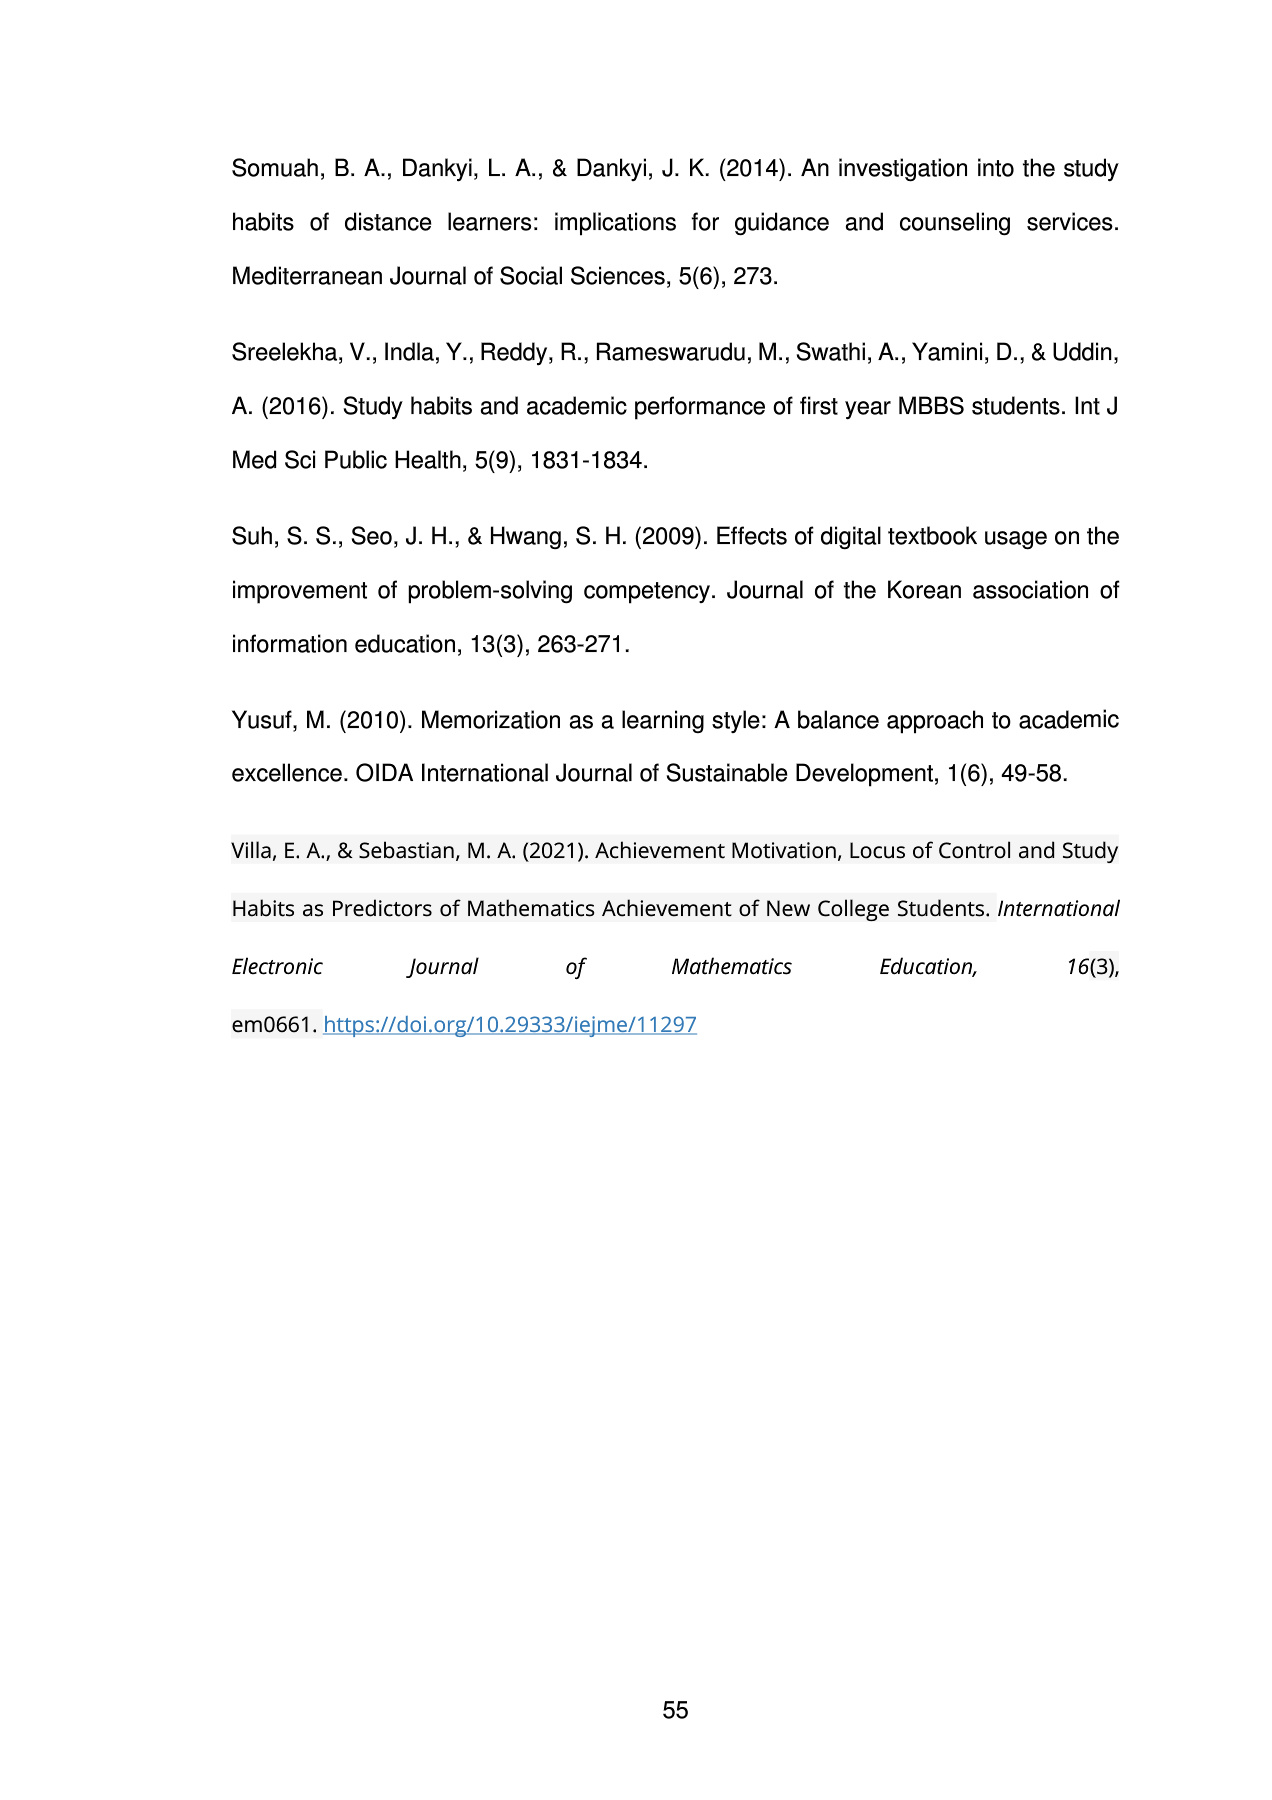 Somuah, B. A., Dankyi, L. A., & Dankyi, J. K. (2014). An investigation into the study
habits of distance learners: implications for guidance and counseling services.
Mediterranean Journal of Social Sciences, 5(6), 273.
Sreelekha, V., Indla, Y., Reddy, R., Rameswarudu, M., Swathi, A., Yamini, D., & Uddin,
A. (2016). Study habits and academic performance of first year MBBS students. Int J
Med Sci Public Health, 5(9), 1831-1834.
Suh, S. S., Seo, J. H., & Hwang, S. H. (2009). Effects of digital textbook usage on the
improvement of problem-solving competency. Journal of the Korean association of
information education, 13(3), 263-271.
Yusuf, M. (2010). Memorization as a learning style: A balance approach to academic
excellence. OIDA International Journal of Sustainable Development, 1(6), 49-58.
Villa, E. A., & Sebastian, M. A. (2021). Achievement Motivation, Locus of Control and Study
Habits as Predictors of Mathematics Achievement of New College Students. International
Electronic Journal of Mathematics Education, 16(3),
em0661. https://doi.org/10.29333/iejme/11297
55